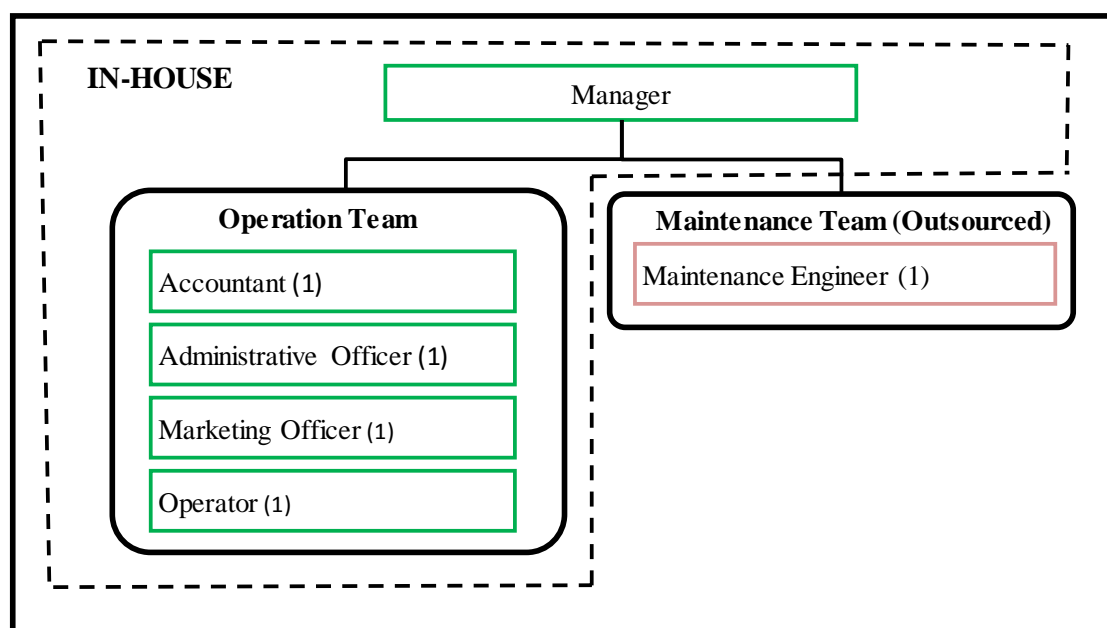 IN-HOUSE
Manager
Operation Team
Accountant (1)
Administrative Officer (1)
Marketing Officer (1)
Operator (1)
Maintenance Team (Outsourced)
Maintenance Engineer (1)